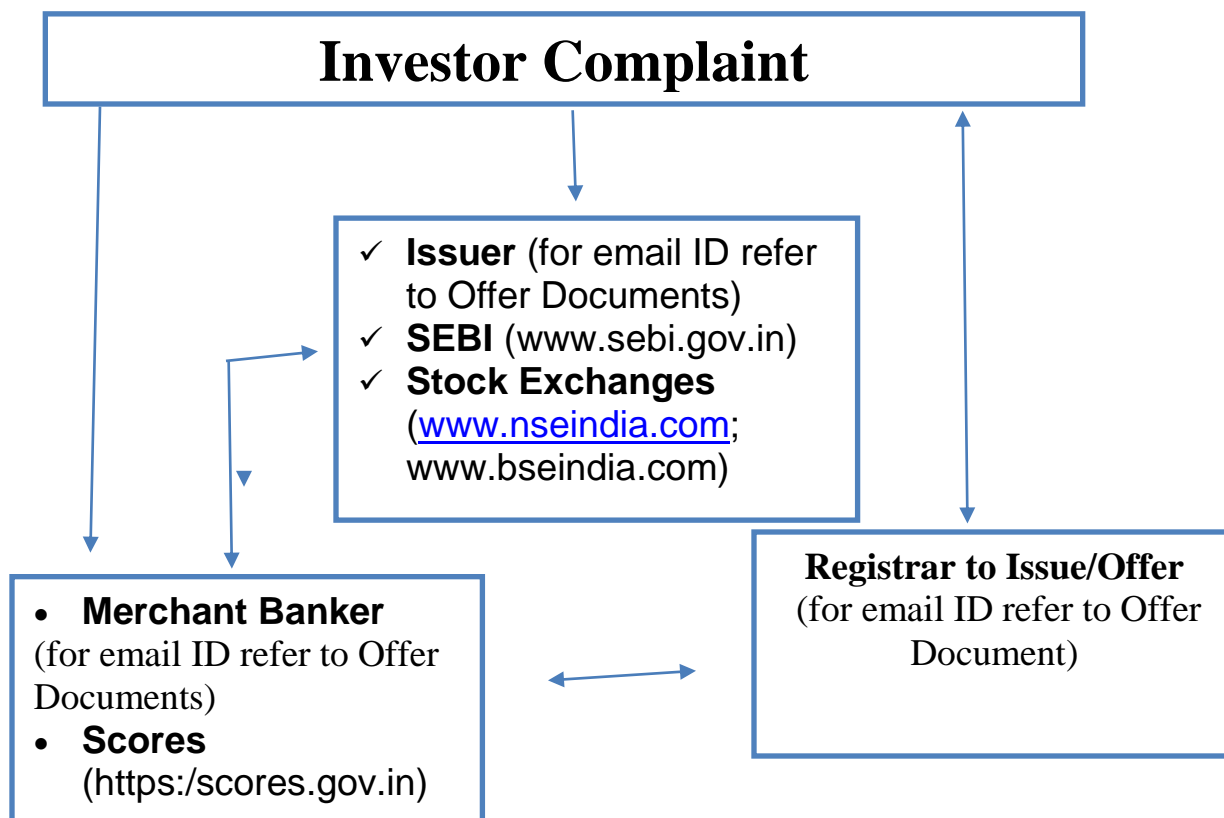 Investor Complaint
✓ Issuer (for email ID refer
to Offer Documents)
✓ SEBI (www.sebi.gov.in)
✓ Stock Exchanges
(www.nseindia.com;
www.bseindia.com)
• Merchant Banker
(for email ID refer to Offer
Documents)
• Scores
(https:/scores.gov.in)
Registrar to Issue/Offer
(for email ID refer to Offer
Document)